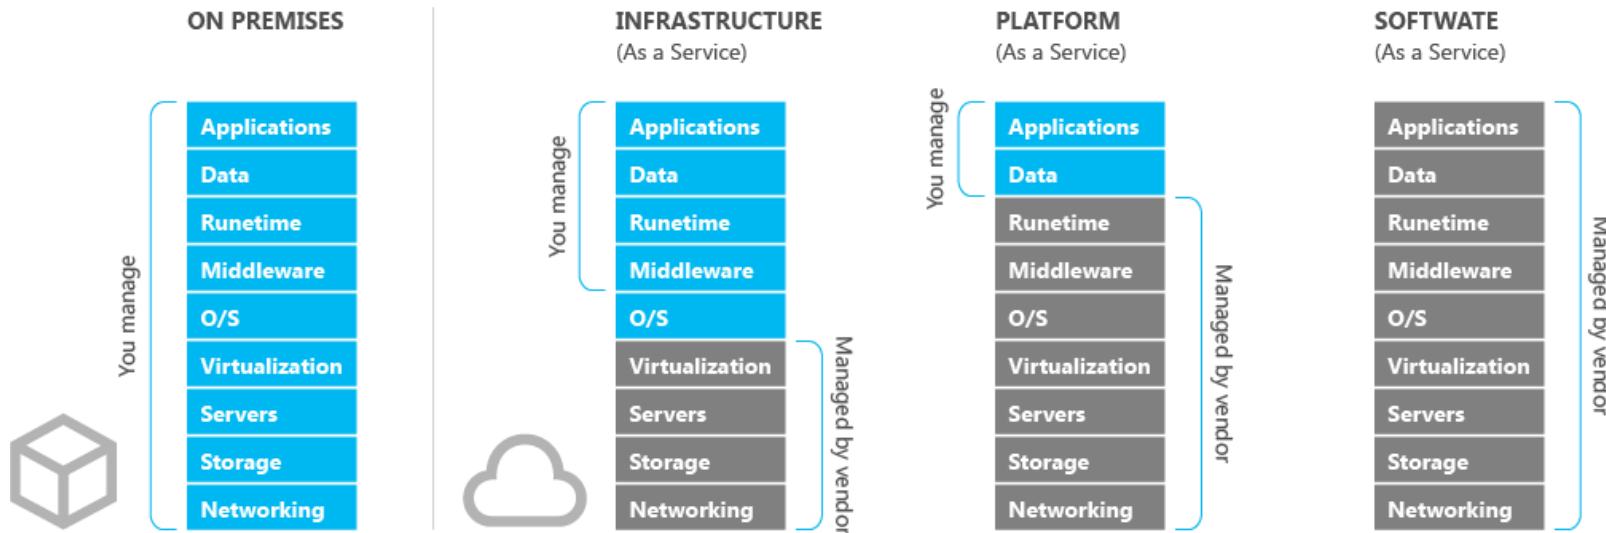 ON PREMISES
You manage
Applications
Data
Runetime
Middleware
O/S
Virtualization
Servers
Storage
Networking
INFRASTRUCTURE
(As a Service)
You manage
Applications
Data
Runetime
Middleware
O/S
Virtualization
Servers
Storage
Networking
Managed by vendor
PLATFORM
(As a Service)
You manage
Applications
Data
Runetime
Middleware
O/S
Virtualization
Servers
Storage
Networking
Managed by vendor
SOFTWATE
(As a Service)
Applications
Data
Runetime
Middleware
O/S
Virtualization
Servers
Storage
Networking
Managed by vendor